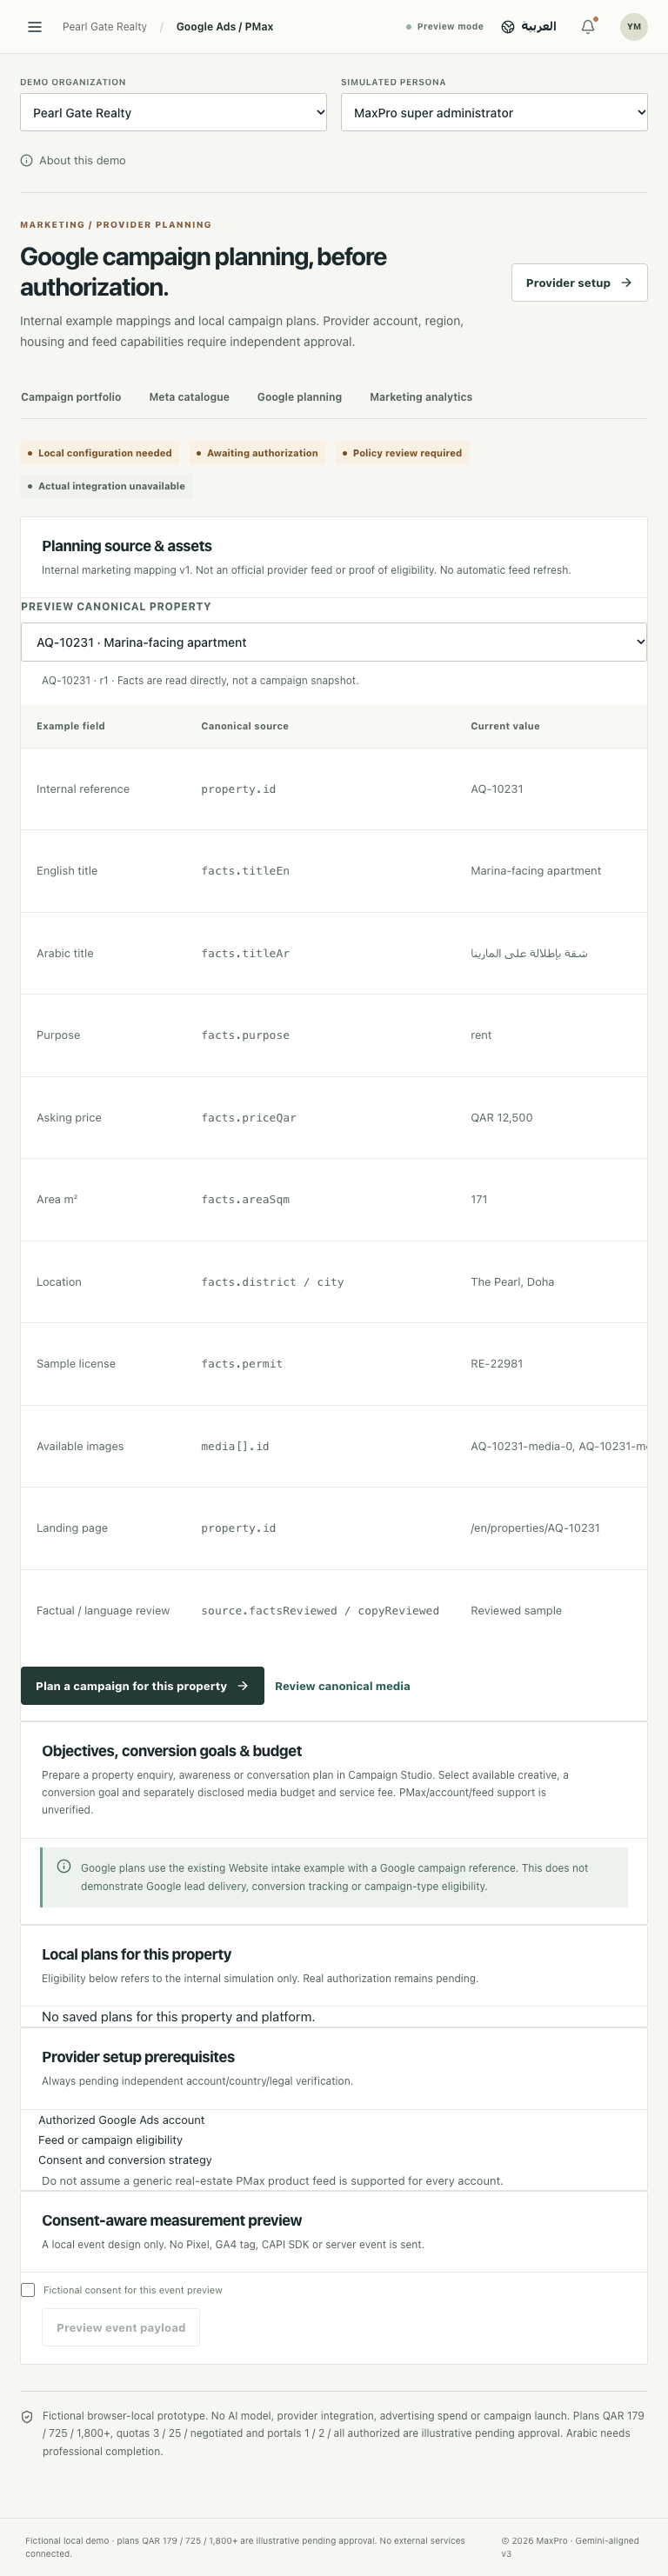 Pearl Gate Realty / Google Ads / PMax
Preview mode
العربية
YM
DEMO ORGANIZATION
Pearl Gate Realty
SIMULATED PERSONA
MaxPro super administrator
About this demo
MARKETING / PROVIDER PLANNING
Google campaign planning, before
authorization.
Internal example mappings and local campaign plans. Provider account, region,
housing and feed capabilities require independent approval.
Provider setup
Campaign portfolio
Meta catalogue
Google planning
Marketing analytics
Local configuration needed
Awaiting authorization
Policy review required
Actual integration unavailable
Planning source & assets
Internal marketing mapping v1. Not an official provider feed or proof of eligibility. No automatic feed refresh.
PREVIEW CANONICAL PROPERTY
AQ-10231 · Marina-facing apartment
AQ-10231 · r1 · Facts are read directly, not a campaign snapshot.
Example field Canonical source Current value
Internal reference property.id AQ-10231
English title facts.titleEn Marina-facing apartment
Arabic title facts.titleAr شقة بإطلالة على المارينا
Purpose facts.purpose rent
Asking price facts.priceQar QAR 12,500
Area m² facts.areaSqm 171
Location facts.district / city The Pearl, Doha
Sample license facts.permit RE-22981
Available images media[].id AQ-10231-media-0, AQ-10231-m
Landing page property.id /en/properties/AQ-10231
Factual / language review source.factsReviewed / copyReviewed Reviewed sample
Plan a campaign for this property
Review canonical media
Objectives, conversion goals & budget
Prepare a property enquiry, awareness or conversation plan in Campaign Studio. Select available creative, a
conversion goal and separately disclosed media budget and service fee. PMax/account/feed support is
unverified.
Google plans use the existing Website intake example with a Google campaign reference. This does not
demonstrate Google lead delivery, conversion tracking or campaign-type eligibility.
Local plans for this property
Eligibility below refers to the internal simulation only. Real authorization remains pending.
No saved plans for this property and platform.
Provider setup prerequisites
Always pending independent account/country/legal verification.
Authorized Google Ads account
Feed or campaign eligibility
Consent and conversion strategy
Do not assume a generic real-estate PMax product feed is supported for every account.
Consent-aware measurement preview
A local event design only. No Pixel, GA4 tag, CAPI SDK or server event is sent.
Fictional consent for this event preview
Preview event payload
Fictional browser-local prototype. No AI model, provider integration, advertising spend or campaign launch. Plans QAR 179
/ 725 / 1,800+, quotas 3 / 25 / negotiated and portals 1 / 2 / all authorized are illustrative pending approval. Arabic needs
professional completion.
Fictional local demo · plans QAR 179 / 725 / 1,800+ are illustrative pending approval. No external services
connected.
© 2026 MaxPro · Gemini-aligned
v3